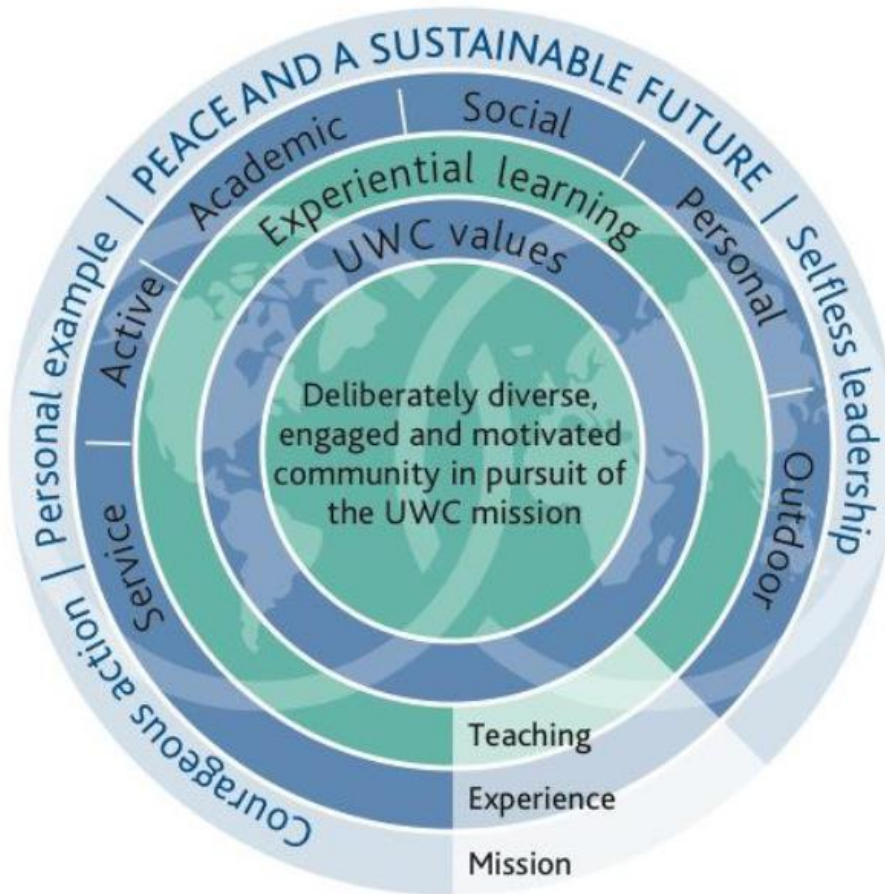 Courageous action | Personal example | PEACE AND A SUSTAINABLE FUTURE | Selfless leadership
Service
Active
Academic
Social
Personal
Outdoor
Experiential learning
UWC values
Deliberately diverse,
engaged and motivated
community in pursuit of
the UWC mission
Teaching
Experience
Mission